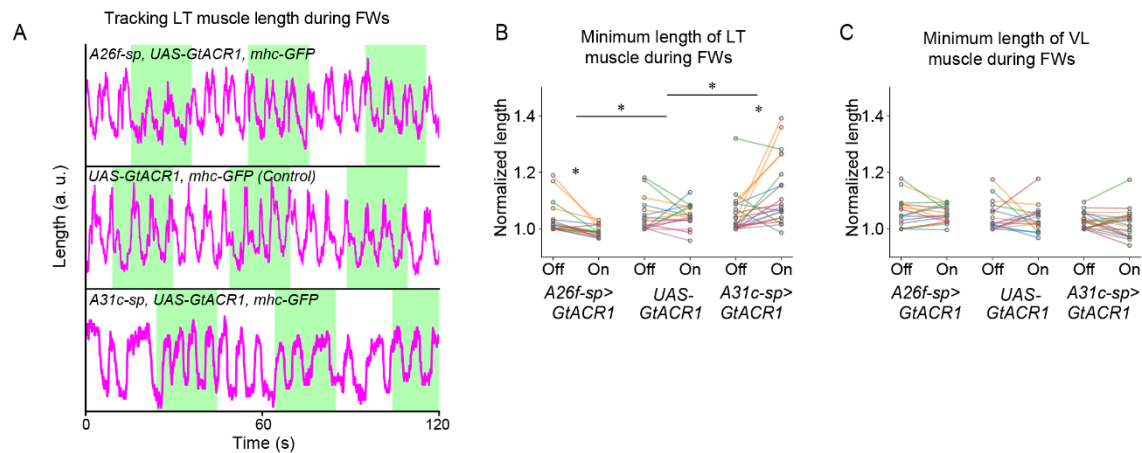 A
Tracking LT muscle length during FWs
A26f-sp, UAS-GtACR1, mhc-GFP
UAS-GtACR1, mhc-GFP (Control)
A31c-sp, UAS-GtACR1, mhc-GFP
Length (a. u.)
0
60
120
Time (s)
B
Minimum length of LT
muscle during FWs
*
*
*
*
1.4
1.2
1.0
Normalized length
Off
On
Off
On
Off
On
A26f-sp>
GtACR1
UAS-
GtACR1
A31c-sp>
GtACR1
C
Minimum length of VL
muscle during FWs
1.4
1.2
1.0
Normalized length
Off
On
Off
On
Off
On
A26f-sp>
GtACR1
UAS-
GtACR1
A31c-sp>
GtACR1